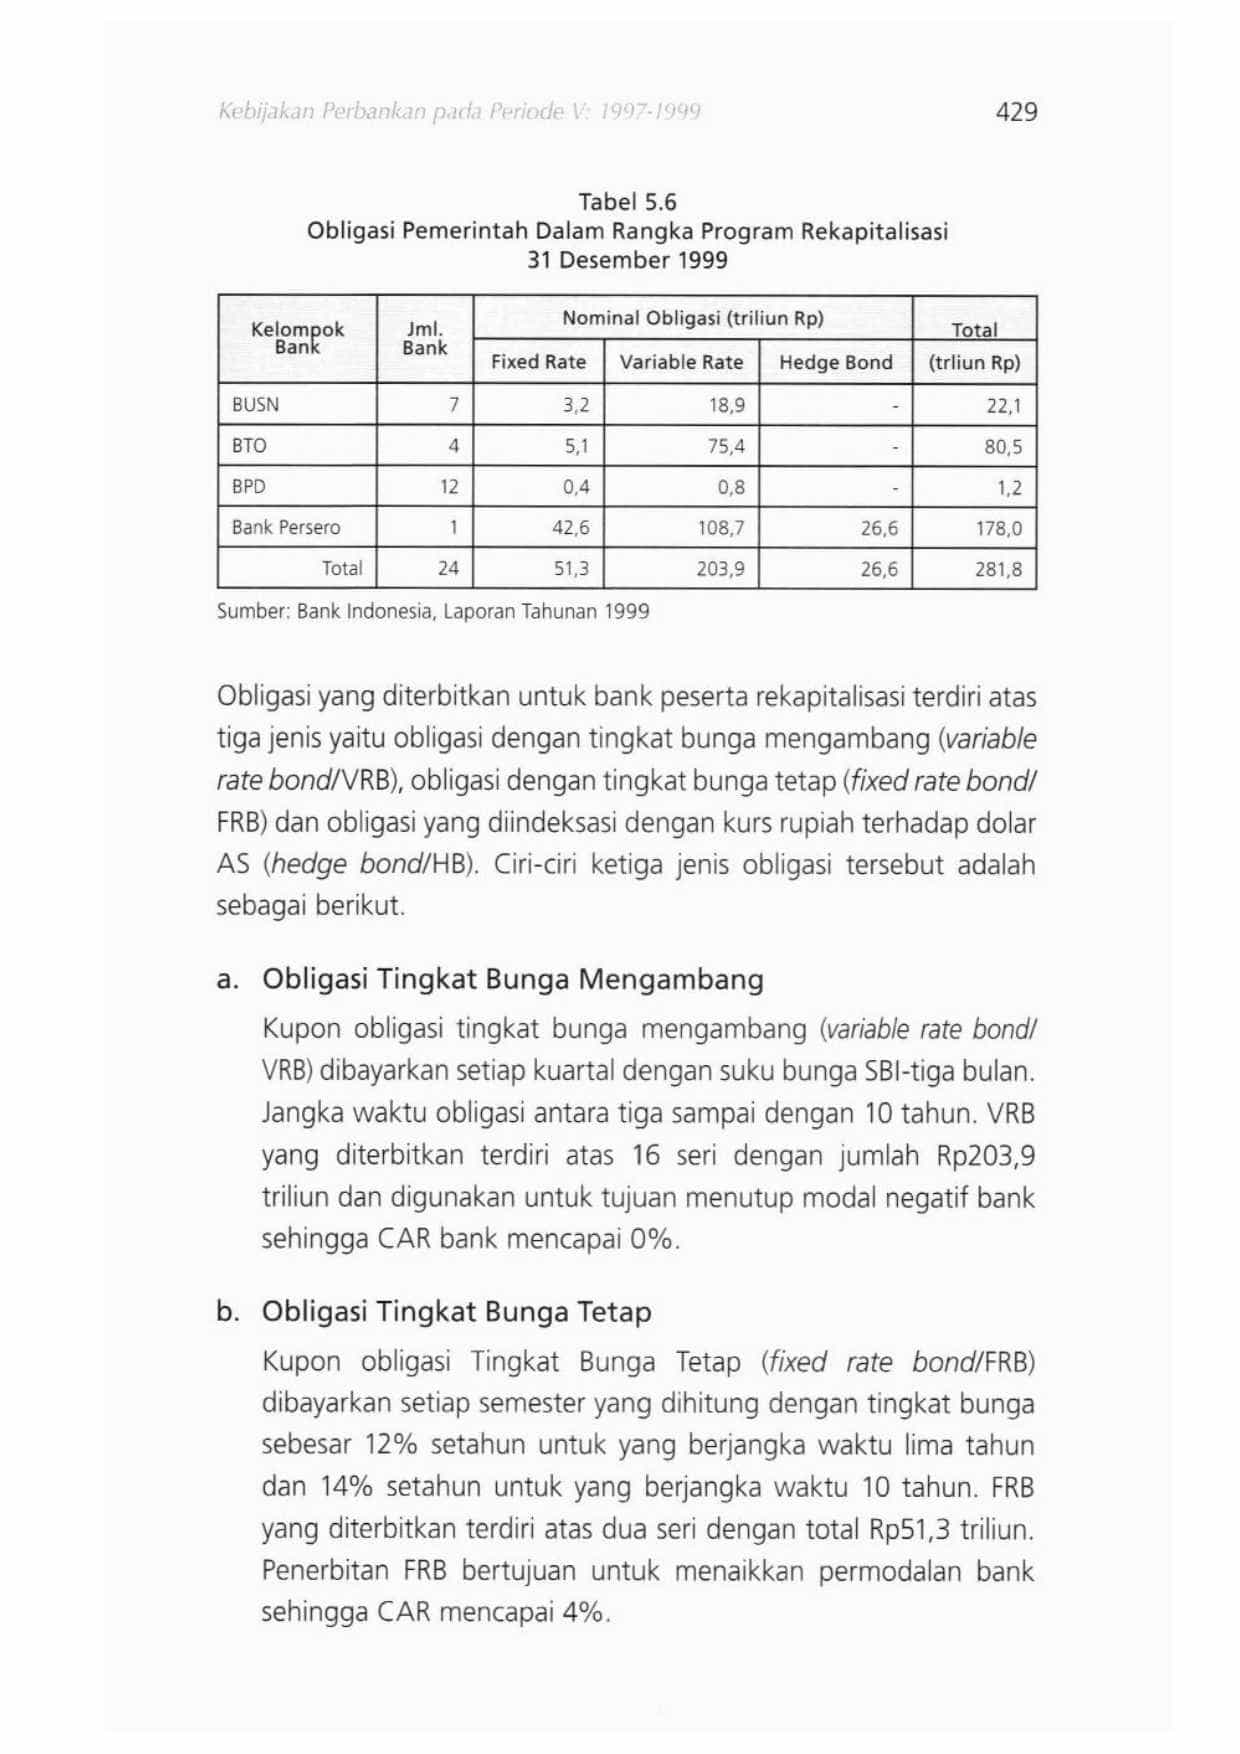 Kebijakan Perbankan pada Periode V: 1997-1999 429
Tabel 5.6
Obligasi Pemerintah Dalam Rangka Program Rekapitalisasi
31 Desember 1999
Kelompok Bank Jml. Bank Nominal Obligasi (triliun Rp) Total
Fixed Rate Variable Rate Hedge Bond (trliun Rp)
BUSN 7 3,2 18,9 - 22,1
BTO 4 5,1 75,4 - 80,5
BPD 12 0,4 0,8 - 1,2
Bank Persero 1 42,6 108,7 26,6 178,0
Total 24 51,3 203,9 26,6 281,8
Sumber: Bank Indonesia, Laporan Tahunan 1999
Obligasi yang diterbitkan untuk bank peserta rekapitalisasi terdiri atas
tiga jenis yaitu obligasi dengan tingkat bunga mengambang (variable
rate bond/VRB), obligasi dengan tingkat bunga tetap (fixed rate bond/
FRB) dan obligasi yang diindeksasi dengan kurs rupiah terhadap dolar
AS (hedge bond/HB). Ciri-ciri ketiga jenis obligasi tersebut adalah
sebagai berikut.
a. Obligasi Tingkat Bunga Mengambang
Kupon obligasi tingkat bunga mengambang (variable rate bond/
VRB) dibayarkan setiap kuartal dengan suku bunga SBI-tiga bulan.
Jangka waktu obligasi antara tiga sampai dengan 10 tahun. VRB
yang diterbitkan terdiri atas 16 seri dengan jumlah Rp203,9
triliun dan digunakan untuk tujuan menutup modal negatif bank
sehingga CAR bank mencapai 0%.
b. Obligasi Tingkat Bunga Tetap
Kupon obligasi Tingkat Bunga Tetap (fixed rate bond/FRB)
dibayarkan setiap semester yang dihitung dengan tingkat bunga
sebesar 12% setahun untuk yang berjangka waktu lima tahun
dan 14% setahun untuk yang berjangka waktu 10 tahun. FRB
yang diterbitkan terdiri atas dua seri dengan total Rp51,3 triliun.
Penerbitan FRB bertujuan untuk menaikkan permodalan bank
sehingga CAR mencapai 4%.